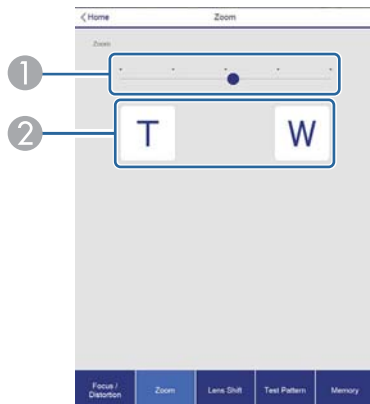 < Home Zoom
Zoom
1
2
T W
Focus / Distortion Zoom Lens Shift Test Pattern Memory